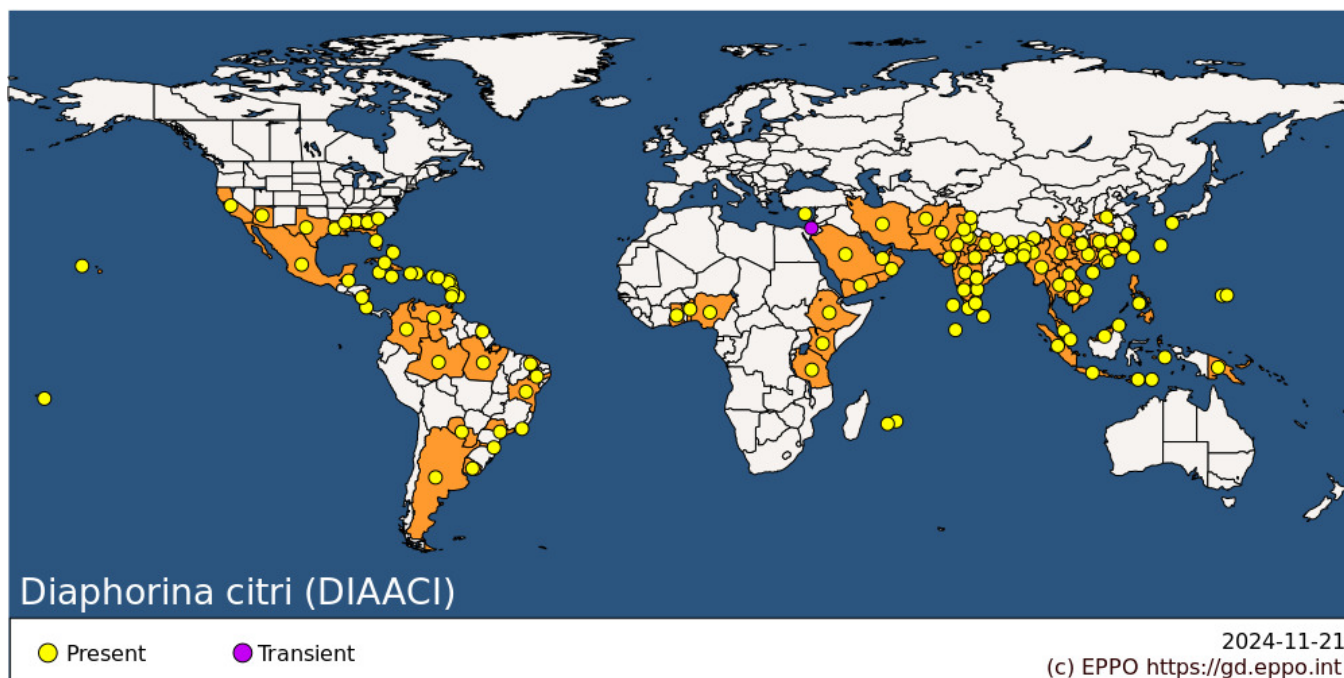 Diaphorina citri (DIAACI)
Present
Transient
2024-11-21
(c) EPPO https://gd.eppo.int